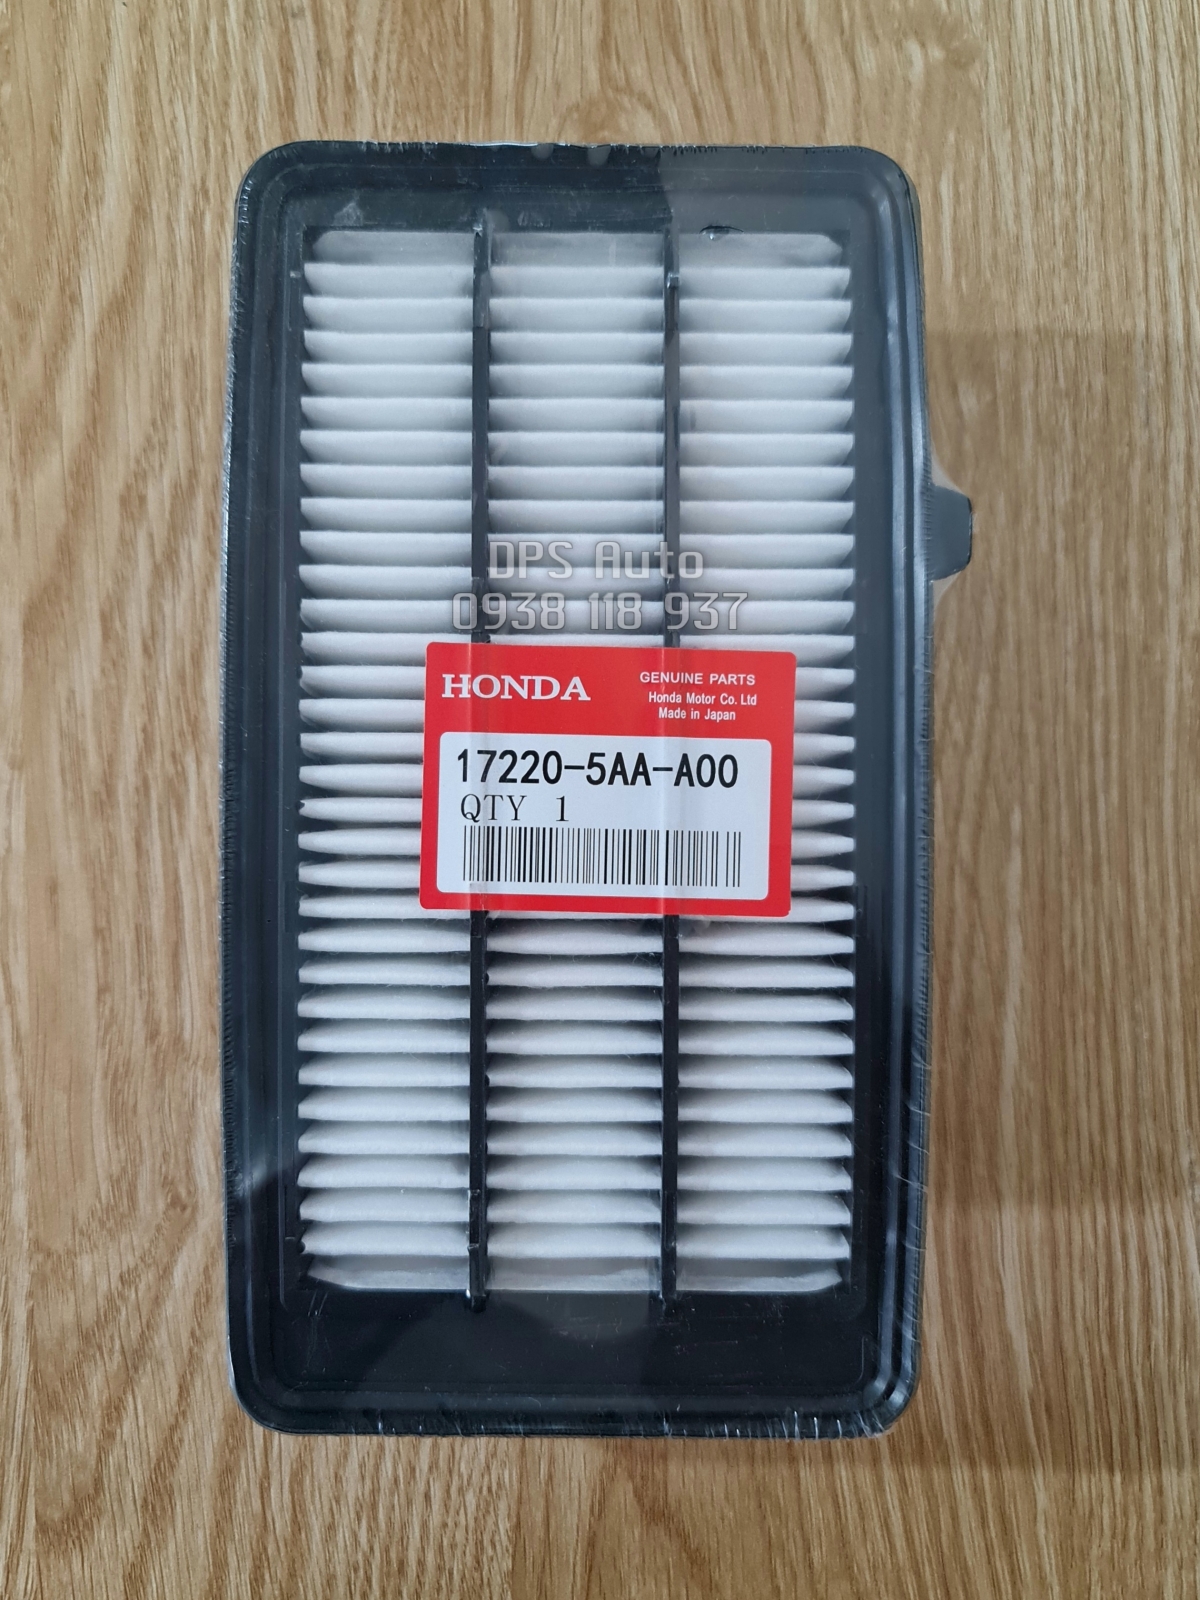 DPS Auto
0938 118 937
HONDA
GENUINE PARTS
Honda Motor Co. Ltd
Made in Japan
17220-5AA-A00
QTY 1